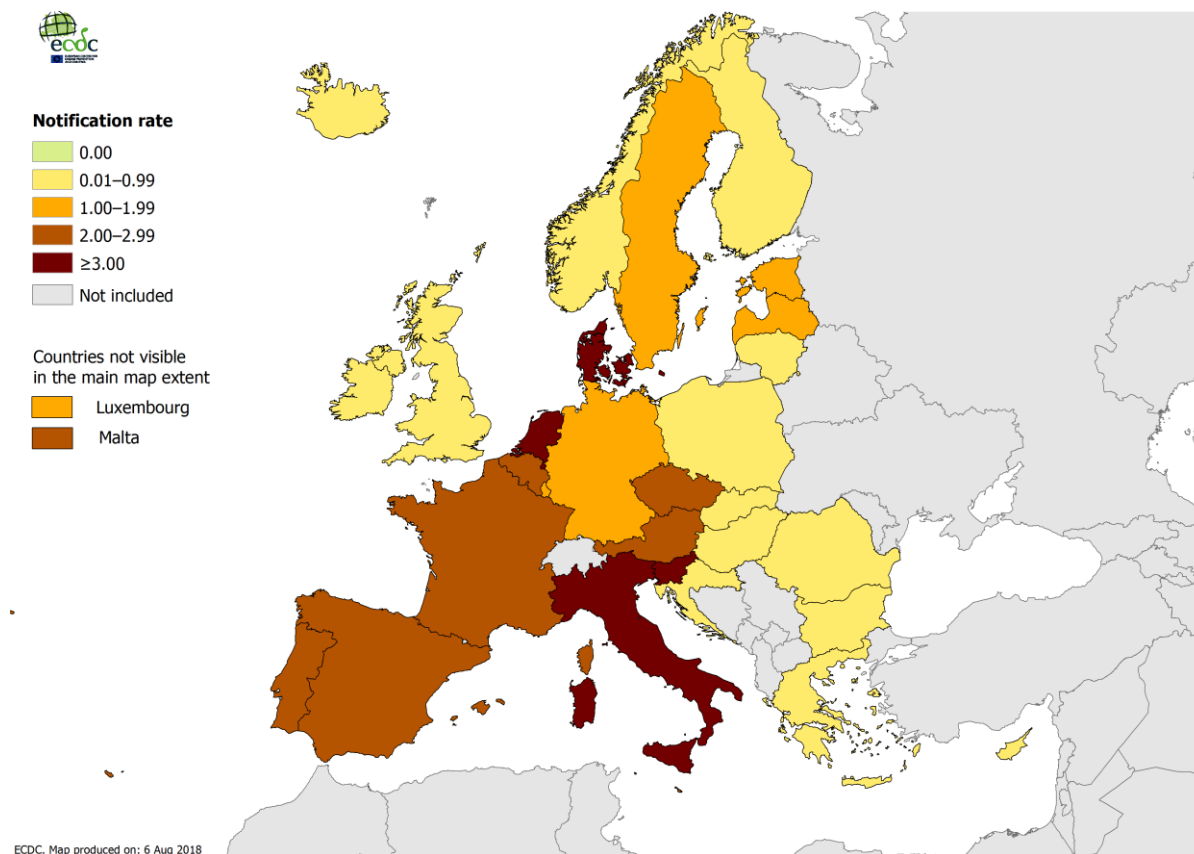 ecdc
Notification rate
0.00
0.01–0.99
1.00–1.99
2.00–2.99
≥3.00
Not included
Countries not visible
in the main map extent
Luxembourg
Malta
ECDC. Map produced on: 6 Aug 2018